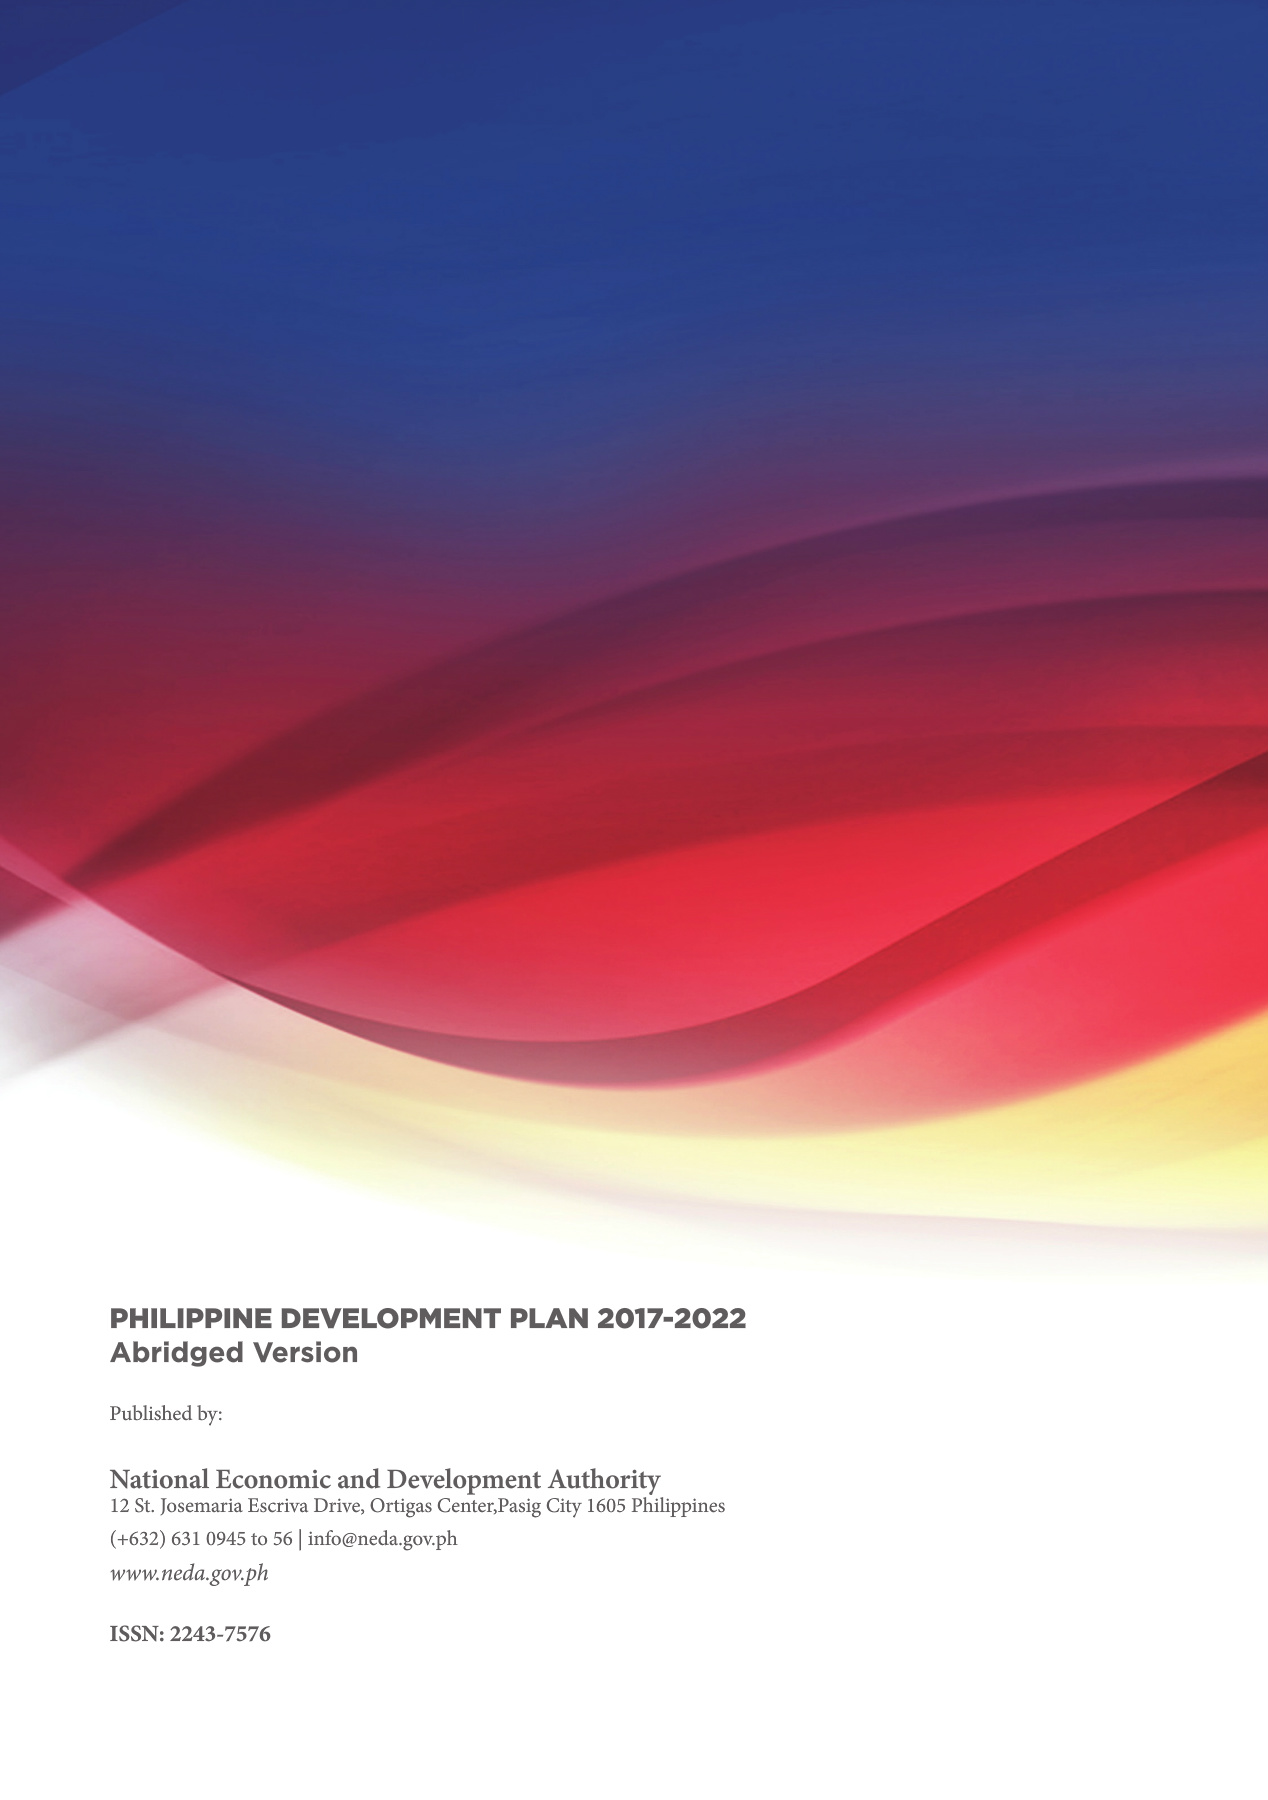 PHILIPPINE DEVELOPMENT PLAN 2017-2022
Abridged Version
Published by:
National Economic and Development Authority
12 St. Josemaria Escriva Drive, Ortigas Center,Pasig City 1605 Philippines
(+632) 631 0945 to 56 | info@neda.gov.ph
www.neda.gov.ph
ISSN: 2243-7576